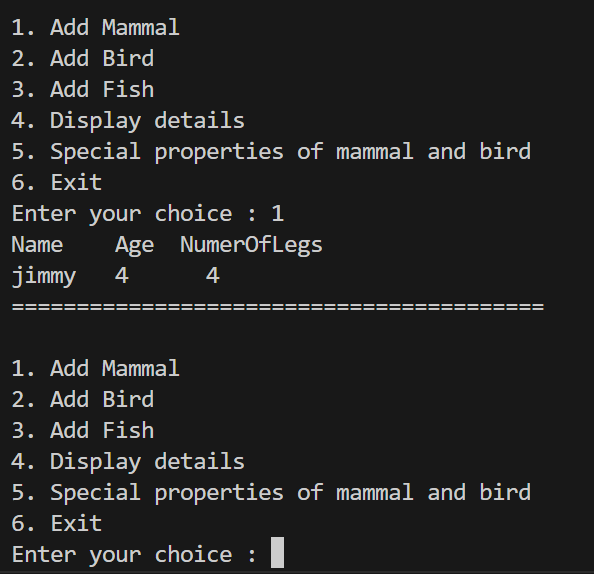 1. Add Mammal
2. Add Bird
3. Add Fish
4. Display details
5. Special properties of mammal and bird
6. Exit
Enter your choice : 1
Name    Age  NumerOfLegs
jimmy   4      4
=========================================

1. Add Mammal
2. Add Bird
3. Add Fish
4. Display details
5. Special properties of mammal and bird
6. Exit
Enter your choice :